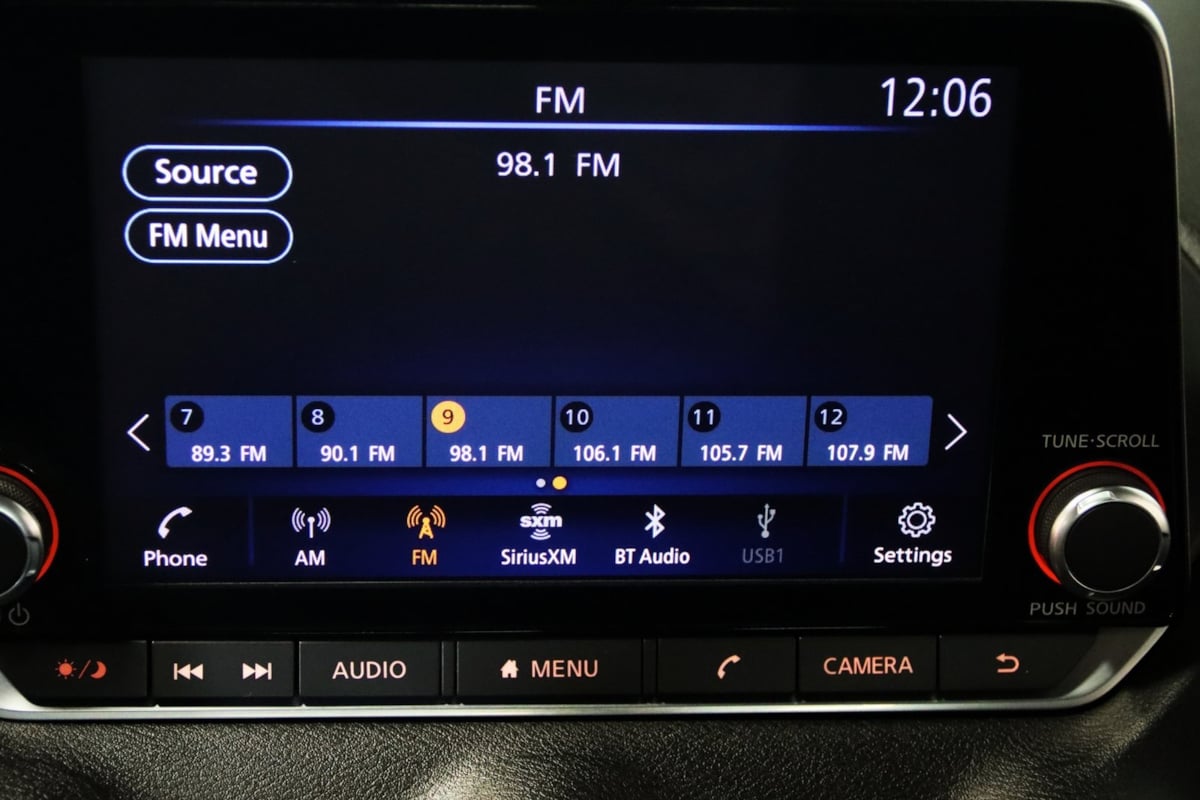 FM
12:06
Source
98.1 FM
FM Menu
7
8
9
10
11
12
89.3 FM
90.1 FM
98.1 FM
106.1 FM
105.7 FM
107.9 FM
TUNE·SCROLL
sxm
Phone
AM
FM
SiriusXM
BT Audio
USB1
Settings
PUSH SOUND
AUDIO
MENU
CAMERA